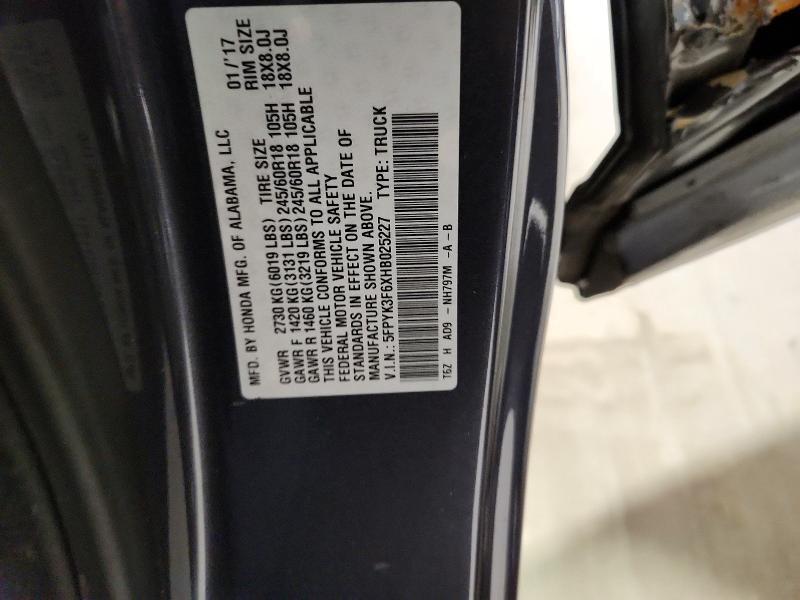 MFD. BY HONDA MFG. OF ALABAMA, LLC 01/'17
GVWR 2730 KG(6019 LBS) TIRE SIZE RIM SIZE
GAWR F 1420 KG(3131 LBS)245/60R18 105H 18X8.0J
GAWR R 1460 KG(3219 LBS)245/60R18 105H 18X8.0J
THIS VEHICLE CONFORMS TO ALL APPLICABLE
FEDERAL MOTOR VEHICLE SAFETY
STANDARDS IN EFFECT ON THE DATE OF
MANUFACTURE SHOWN ABOVE.
V.I.N.: 5FPYK3F6XHB025227 TYPE: TRUCK
T6Z H AD9 -NH797M -A-B